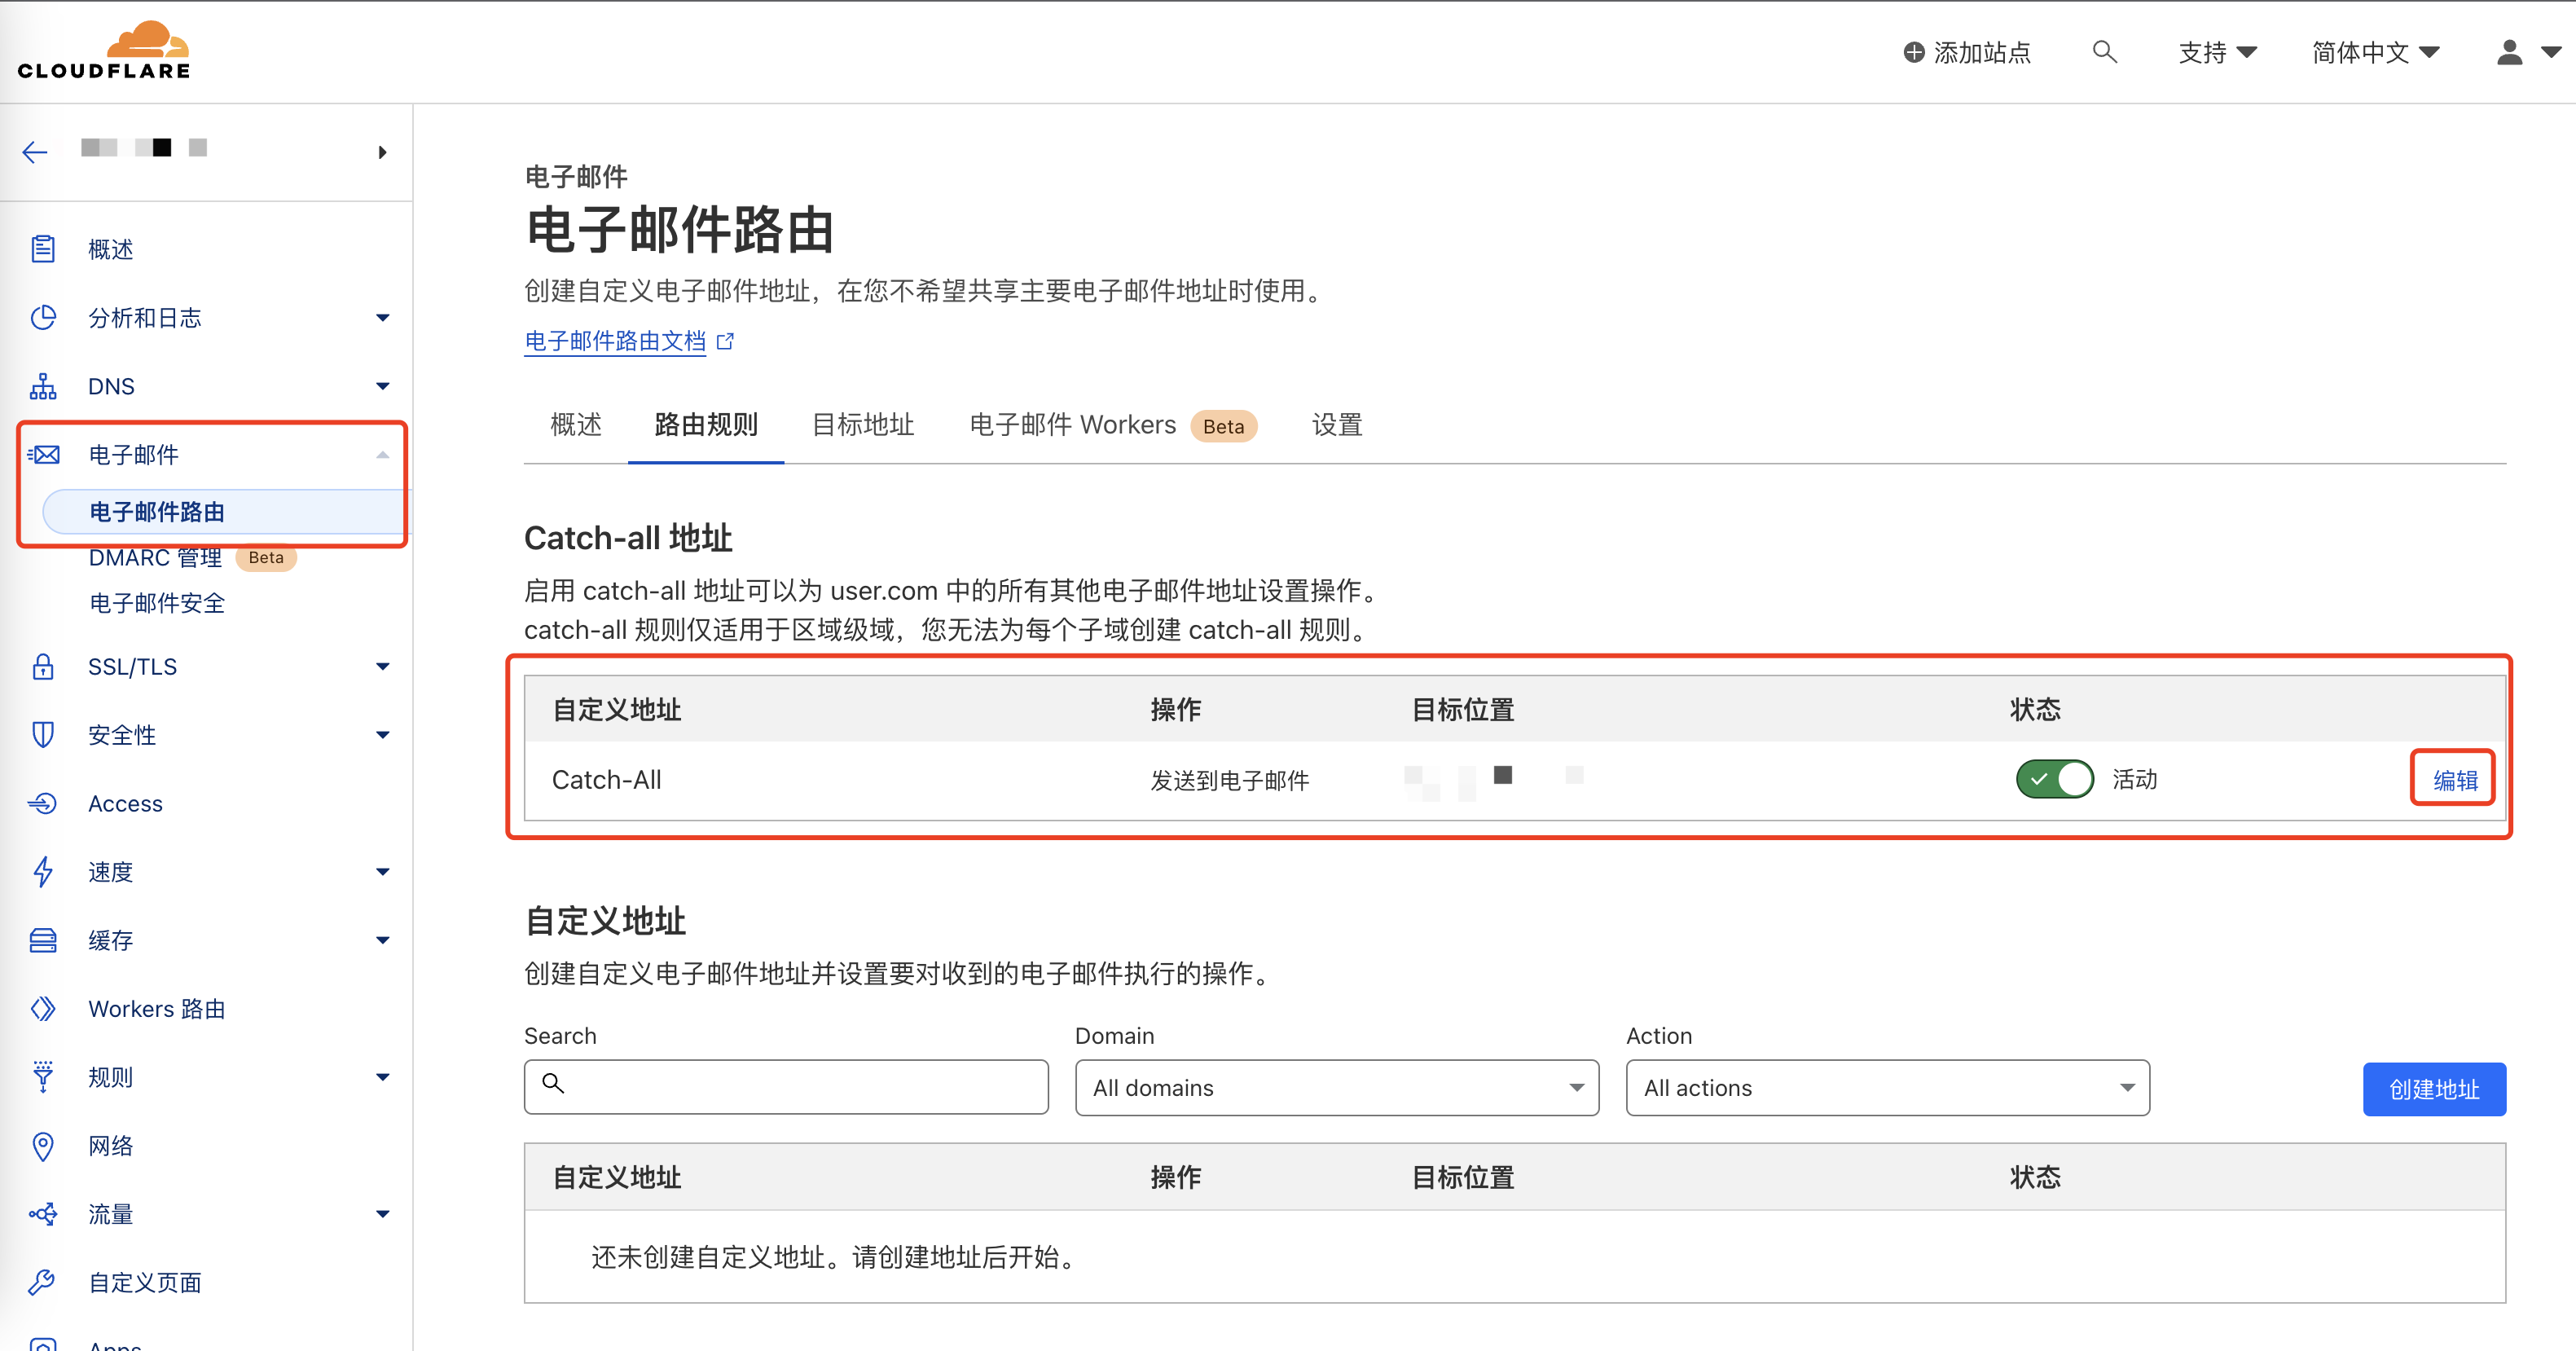 CLOUDFLARE
添加站点
支持
简体中文
概述
分析和日志
DNS
电子邮件
电子邮件路由
DMARC 管理 Beta
电子邮件安全
SSL/TLS
安全性
Access
速度
缓存
Workers 路由
规则
网络
流量
自定义页面
Apps
电子邮件
电子邮件路由
创建自定义电子邮件地址，在您不希望共享主要电子邮件地址时使用。
电子邮件路由文档
概述 路由规则 目标地址 电子邮件 Workers Beta 设置
Catch-all 地址
启用 catch-all 地址可以为 user.com 中的所有其他电子邮件地址设置操作。
catch-all 规则仅适用于区域级域，您无法为每个子域创建 catch-all 规则。
自定义地址 操作 目标位置 状态
Catch-All 发送到电子邮件 活动 编辑
自定义地址
创建自定义电子邮件地址并设置要对收到的电子邮件执行的操作。
Search Domain Action
All domains All actions 创建地址
自定义地址 操作 目标位置 状态
还未创建自定义地址。请创建地址后开始。